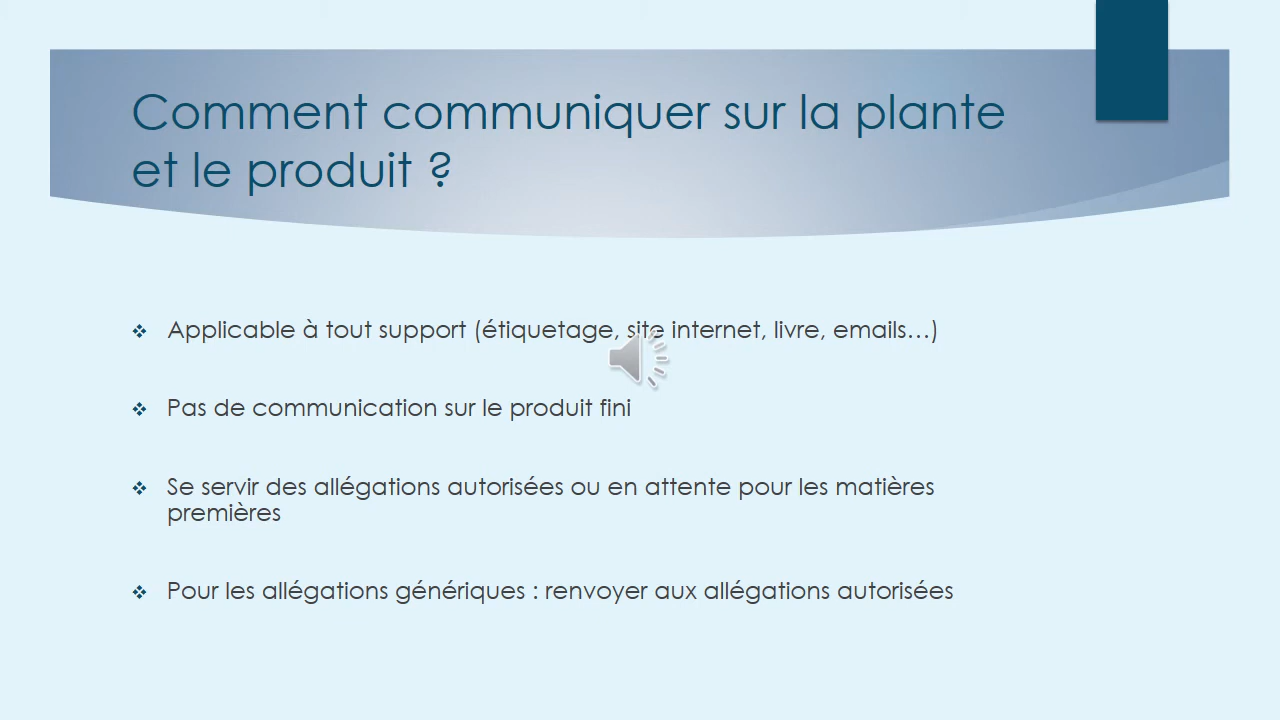 Comment communiquer sur la plante
et le produit ?
Applicable à tout support (étiquetage, site internet, livre, emails…)
Pas de communication sur le produit fini
Se servir des allégations autorisées ou en attente pour les matières
premières
Pour les allégations génériques : renvoyer aux allégations autorisées